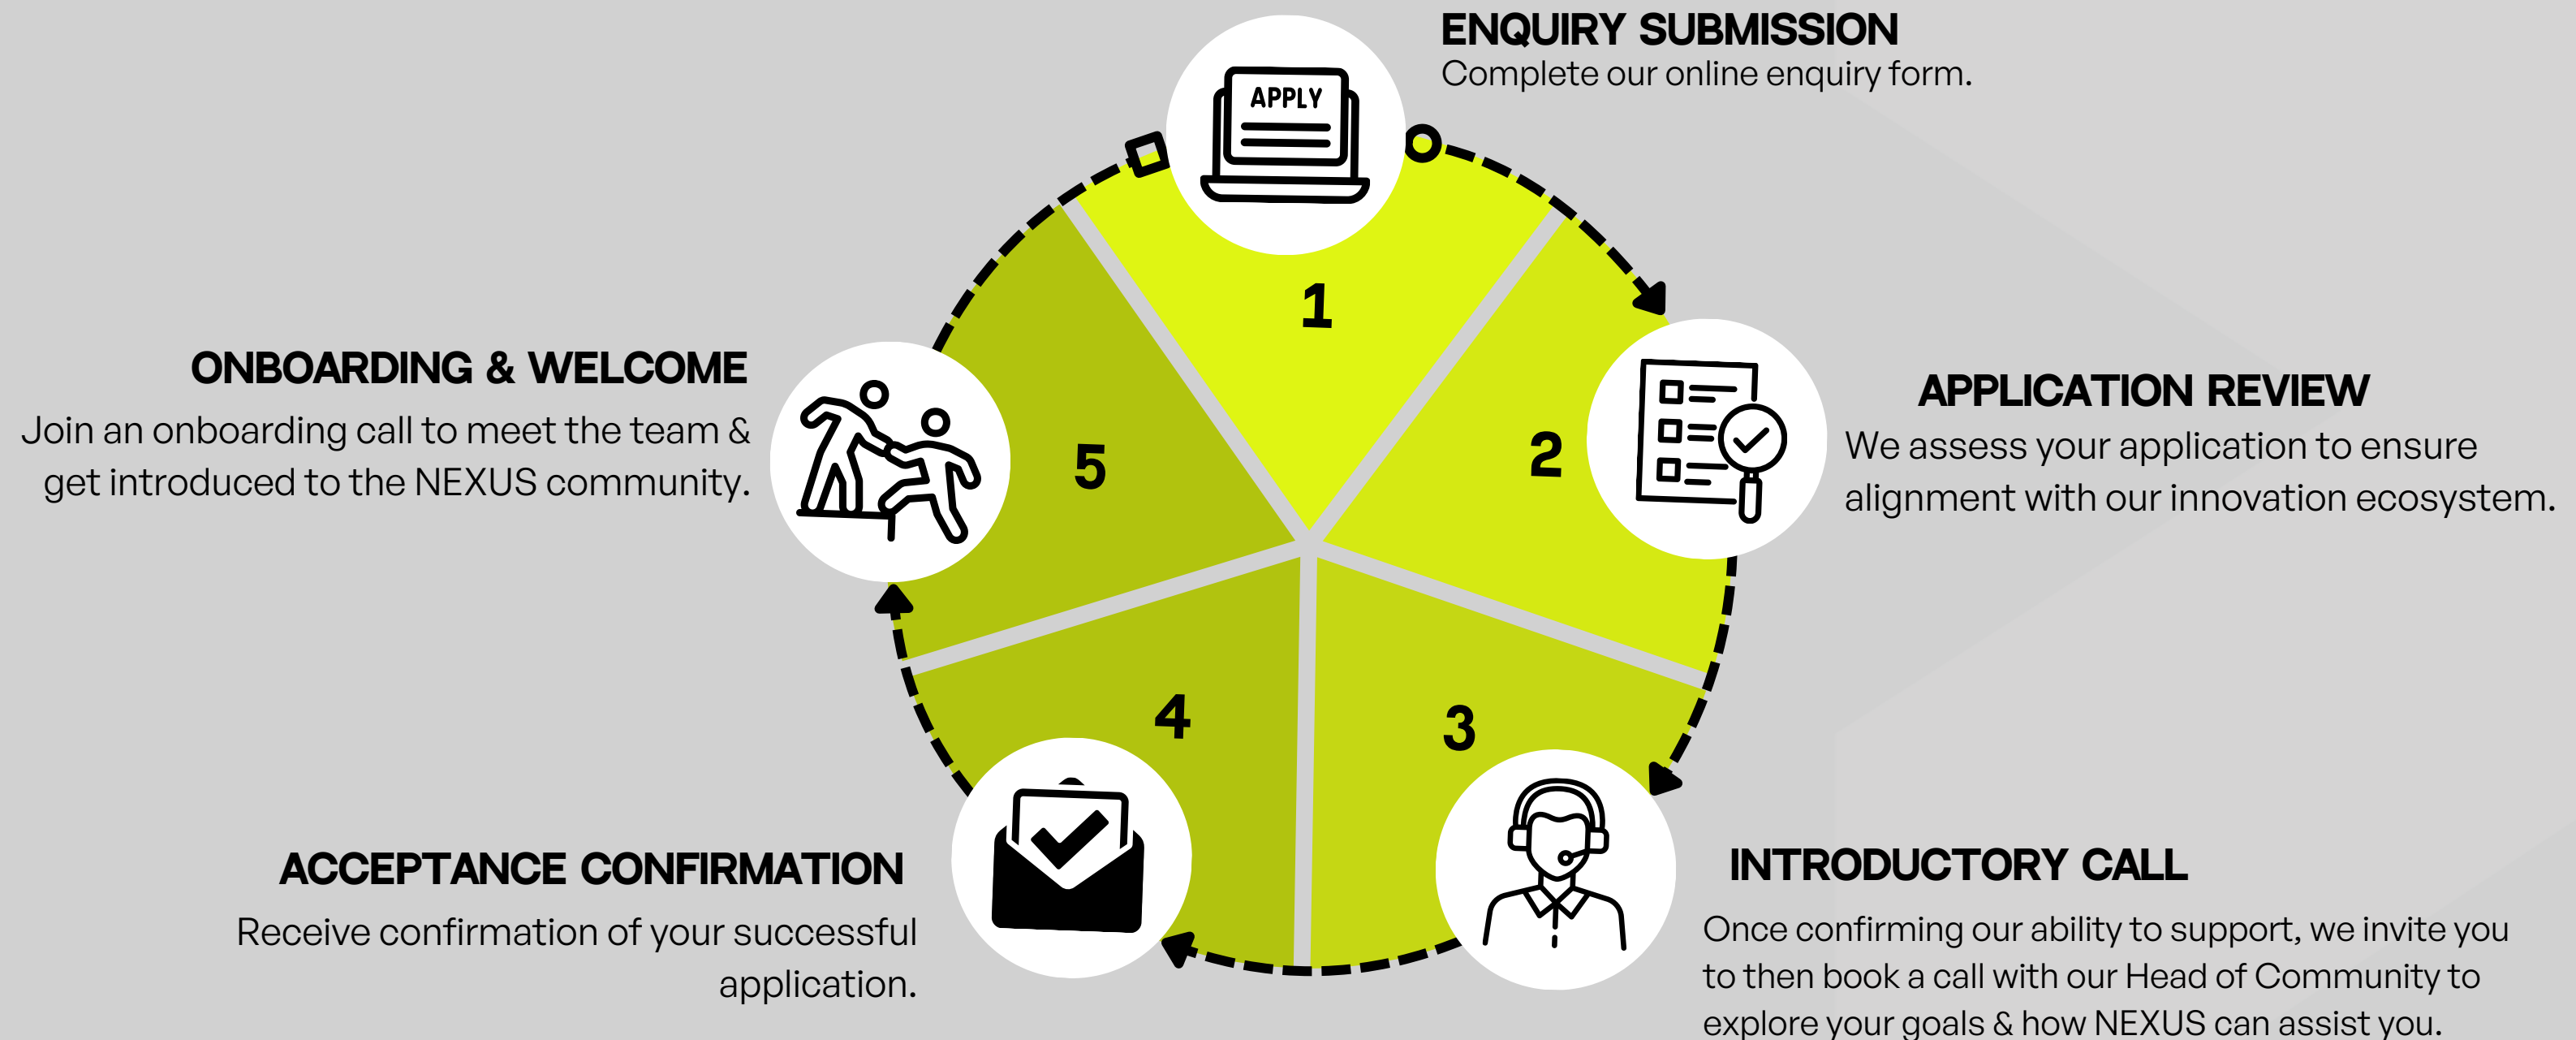 ENQUIRY SUBMISSION
Complete our online enquiry form.
APPLY
1
2
APPLICATION REVIEW
We assess your application to ensure
alignment with our innovation ecosystem.
3
INTRODUCTORY CALL
Once confirming our ability to support, we invite you
to then book a call with our Head of Community to
explore your goals & how NEXUS can assist you.
4
ACCEPTANCE CONFIRMATION
Receive confirmation of your successful
application.
5
ONBOARDING & WELCOME
Join an onboarding call to meet the team &
get introduced to the NEXUS community.